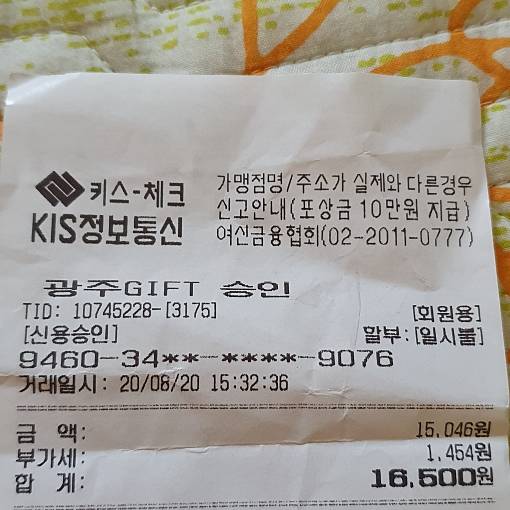 키스-체크
KIS정보통신
가맹점명/주소가 실제와 다른경우
신고안내(포상금 10만원 지급)
여신금융협회(02-2011-0777)
광주GIFT 승인
TID: 10745228-[3175] [회원용]
[신용승인] 할부:[일시불]
9460-34**-****-9076
거래일시: 20/08/20 15:32:36
금 액: 15,046원
부가세: 1,454원
합 계: 16,500원